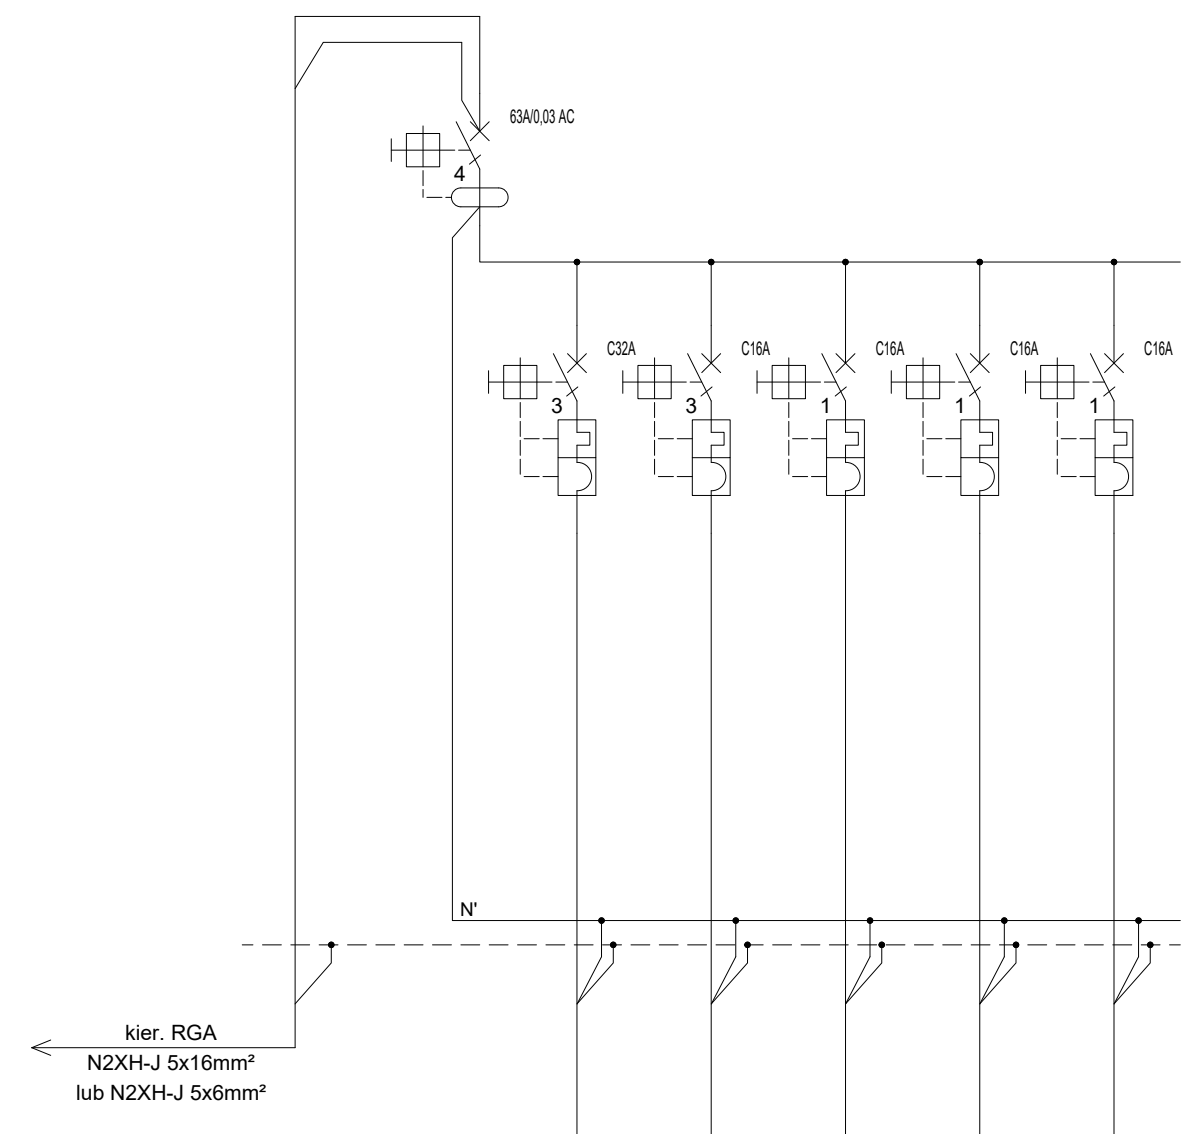 63A/0,03 AC
4
C32A
C16A
C16A
C16A
C16A
3
3
1
1
1
N'
kier. RGA
N2XH-J 5x16mm²
lub N2XH-J 5x6mm²